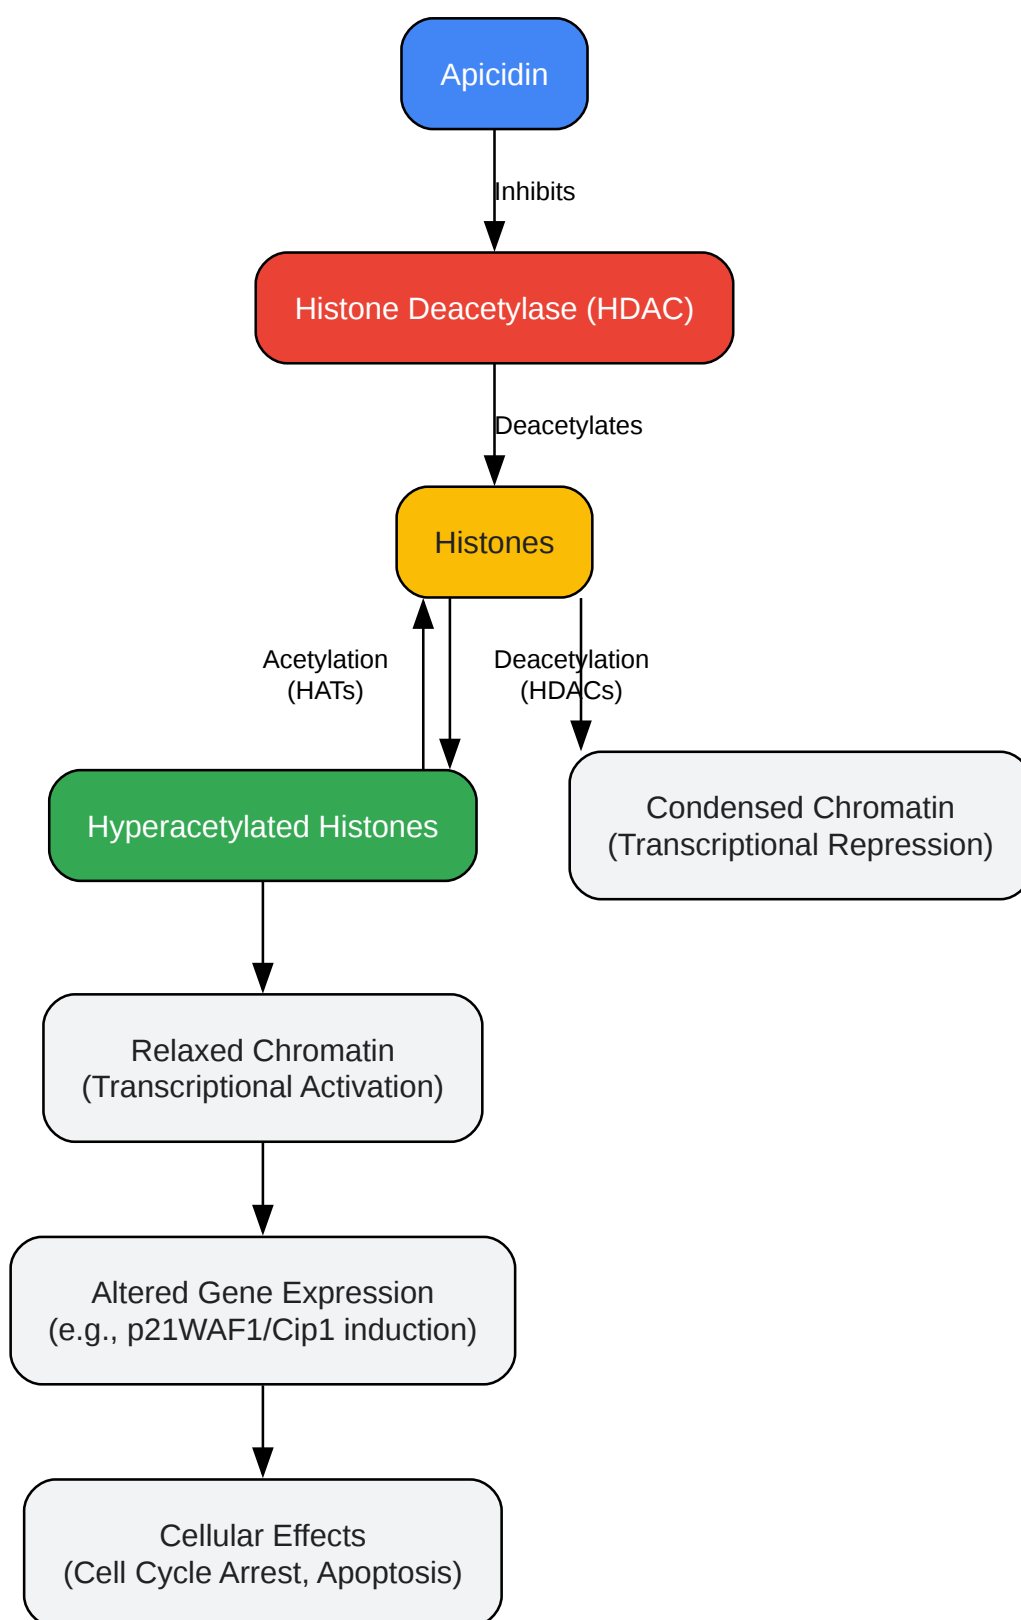 Apicidin
Inhibits
Histone Deacetylase (HDAC)
Deacetylates
Histones
Acetylation
(HATs)
Deacetylation
(HDACs)
Hyperacetylated Histones
Condensed Chromatin
(Transcriptional Repression)
Relaxed Chromatin
(Transcriptional Activation)
Altered Gene Expression
(e.g., p21WAF1/Cip1 induction)
Cellular Effects
(Cell Cycle Arrest, Apoptosis)